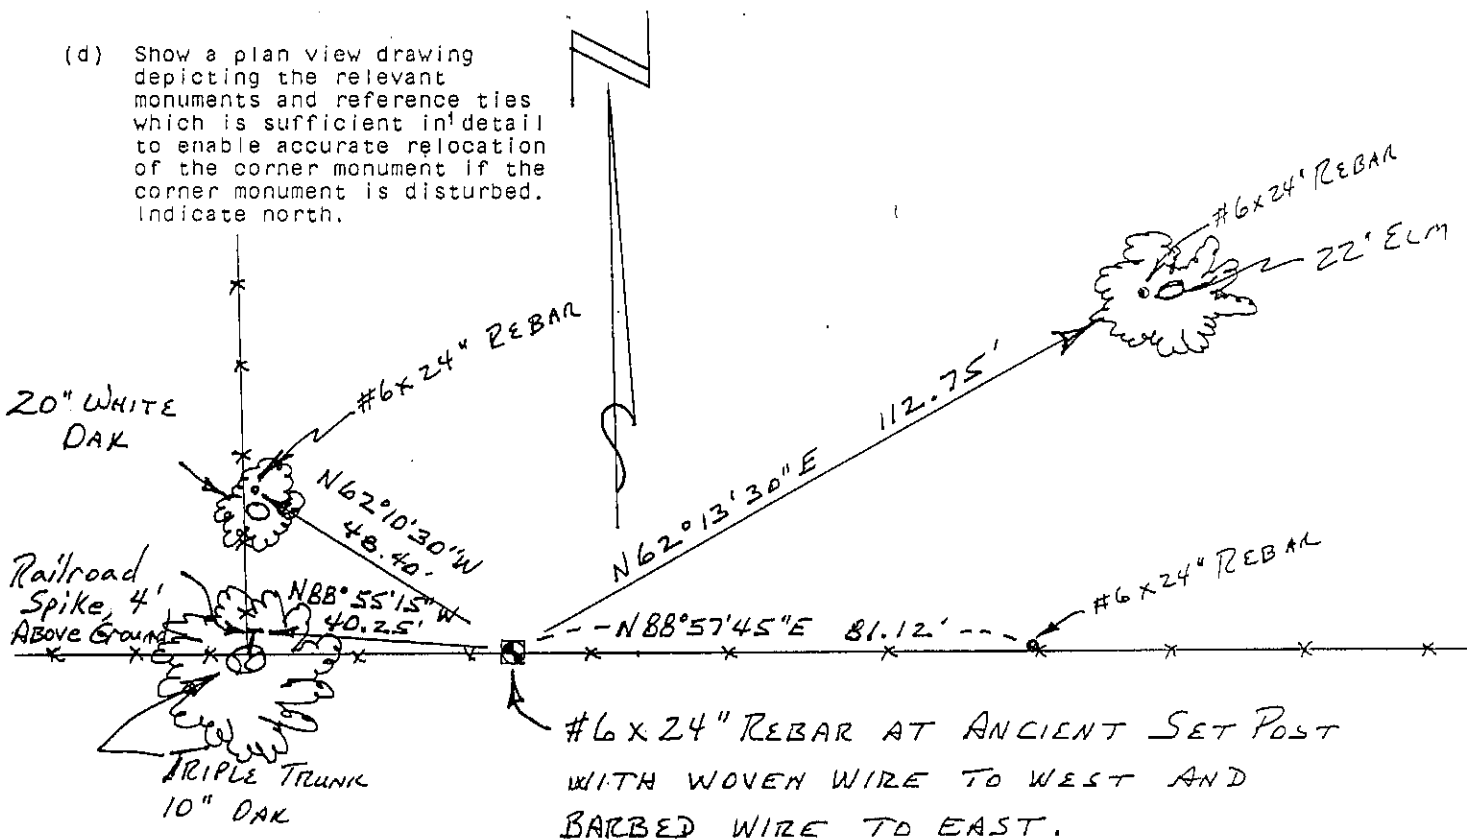 (d) Show a plan view drawing
depicting the relevant
monuments and reference ties
which is sufficient in detail
to enable accurate relocation
of the corner monument if the
corner monument is disturbed.
Indicate north.
#6x24" REBAR
22" ELM
#6x24" REBAR
20" WHITE
OAK
N62°10'30"W
48.40'
112.75'
N62°13'30"E
Railroad
Spike, 4'
Above Ground
N88°55'15"W
40.25'
N88°57'45"E 81.12'
#6x24" REBAR
#6x24" REBAR AT ANCIENT SET POST
WITH WOVEN WIRE TO WEST AND
BARBED WIRE TO EAST.
TRIPLE TRUNK
10" OAK